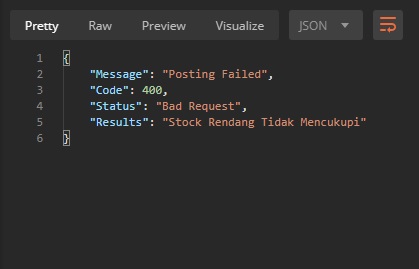 Pretty Raw Preview Visualize JSON
1 {
2 "Message": "Posting Failed",
3 "Code": 400,
4 "Status": "Bad Request",
5 "Results": "Stock Rendang Tidak Mencukupi"
6 }